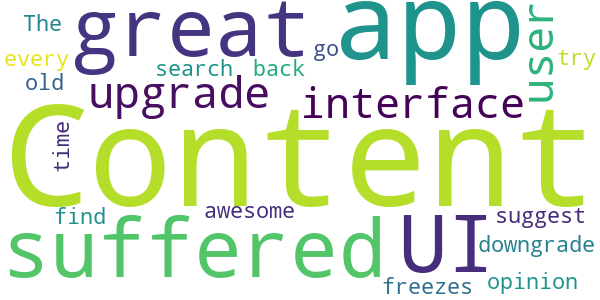 The great app user
every search back go try
old upgrade interface
Content
time
find awesome suggest
suffered UI downgrade
freezes opinion